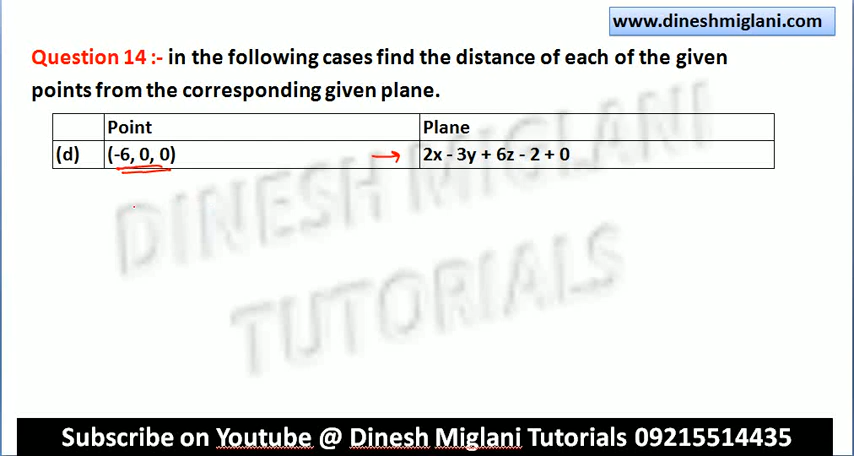 www.dineshmiglani.com
Question 14 :- in the following cases find the distance of each of the given
points from the corresponding given plane.
Point Plane
(d) (-6, 0, 0) → 2x - 3y + 6z - 2 + 0
DINESH MIGLANI
TUTORIALS
Subscribe on Youtube @ Dinesh Miglani Tutorials 09215514435